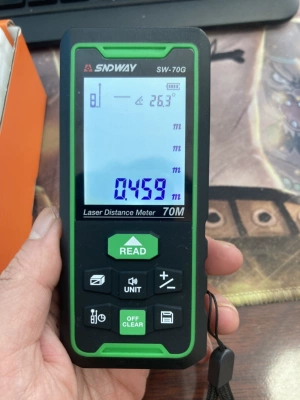 SNDWAY SW-70G
26.3°
m
m
m
0.459 m
Laser Distance Meter 70M
READ
UNIT
+/-
OFF
CLEAR